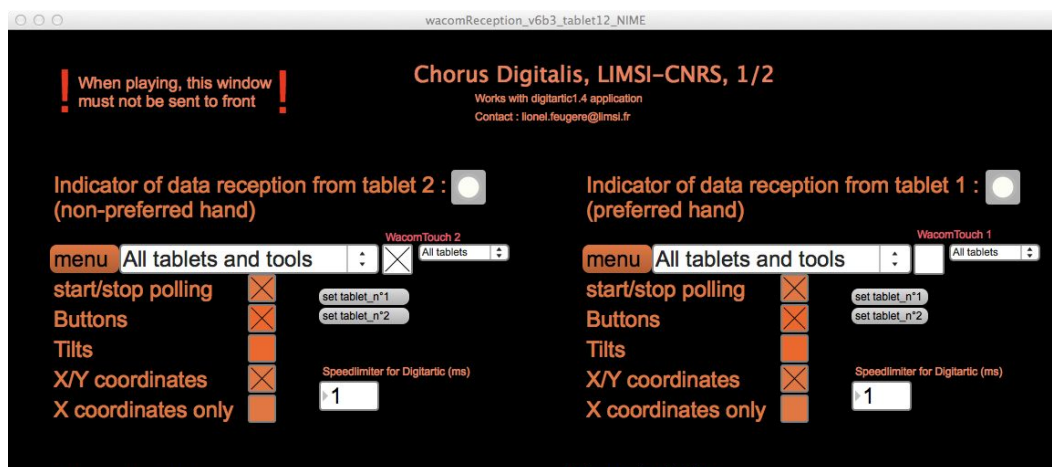 wacomReception_v6b3_tablet12_NIME
! When playing, this window !
must not be sent to front
Chorus Digitalis, LIMSI-CNRS, 1/2
Works with digitartic1.4 application
Contact : lionel.feugere@limsi.fr
Indicator of data reception from tablet 2 :
(non-preferred hand)
WacomTouch 2
menu All tablets and tools All tablets
start/stop polling
set tablet_n°1
Buttons
set tablet_n°2
Tilts
X/Y coordinates
Speedlimiter for Digitartic (ms)
1
X coordinates only
Indicator of data reception from tablet 1 :
(preferred hand)
WacomTouch 1
menu All tablets and tools All tablets
start/stop polling
set tablet_n°1
Buttons
set tablet_n°2
Tilts
X/Y coordinates
Speedlimiter for Digitartic (ms)
1
X coordinates only